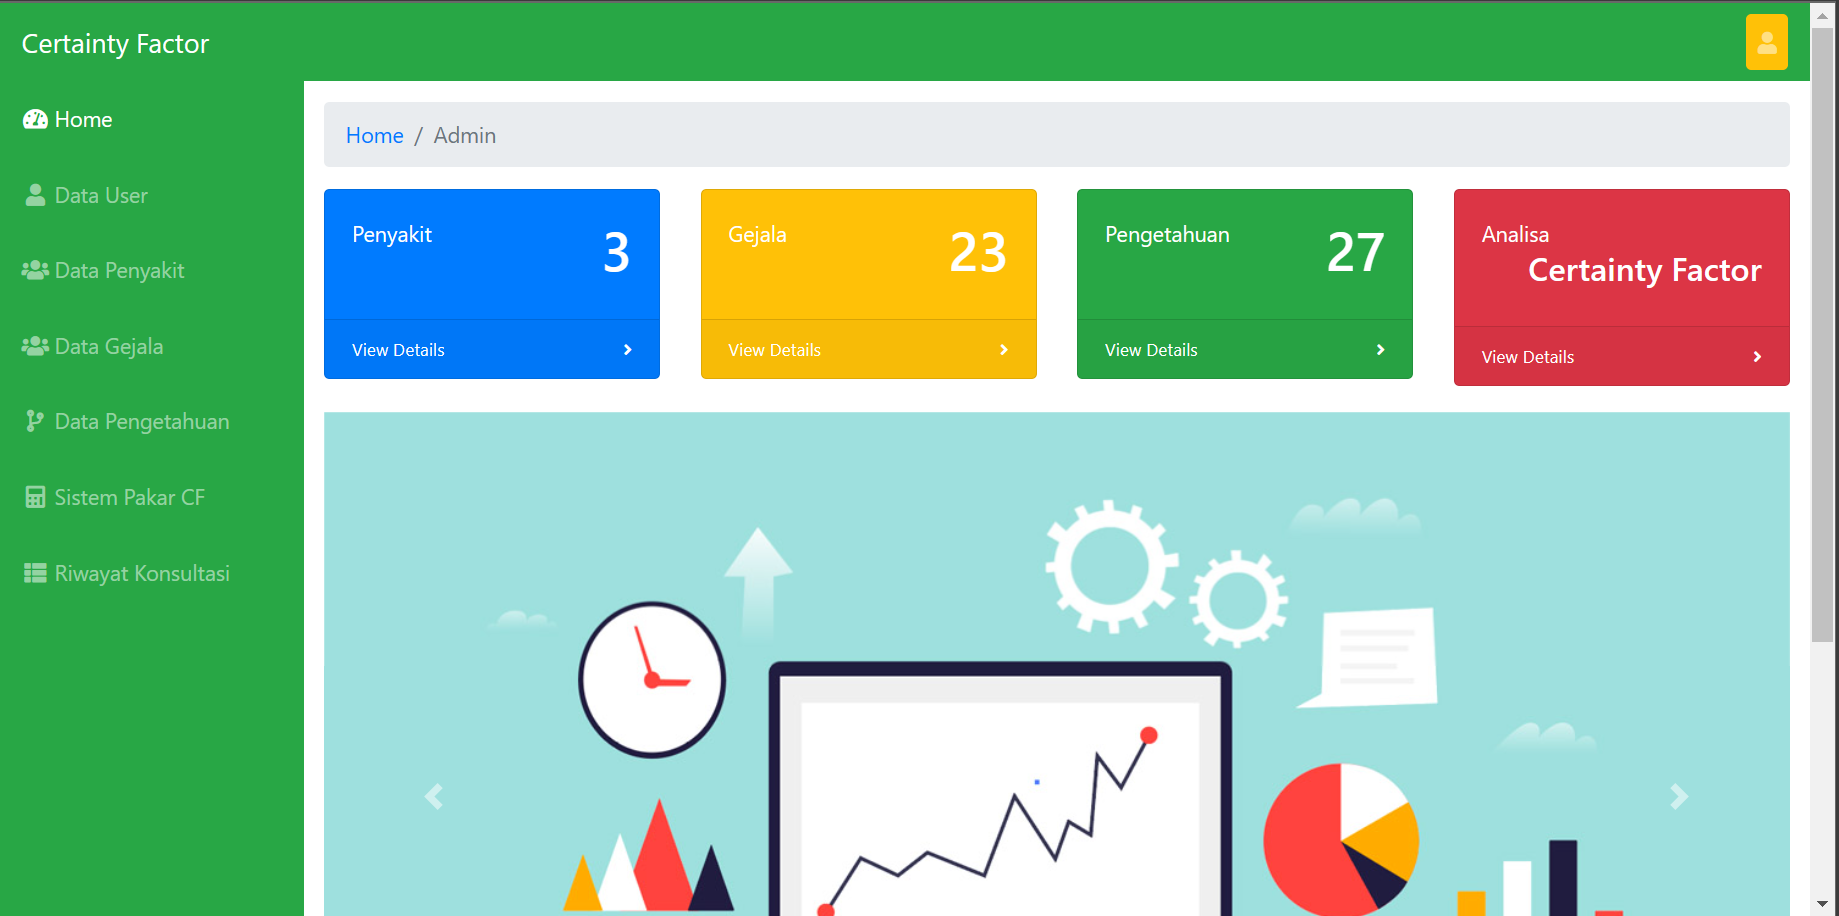 Certainty Factor
Home
Data User
Data Penyakit
Data Gejala
Data Pengetahuan
Sistem Pakar CF
Riwayat Konsultasi
Home / Admin
Penyakit
3
View Details
Gejala
23
View Details
Pengetahuan
27
View Details
Analisa
Certainty Factor
View Details